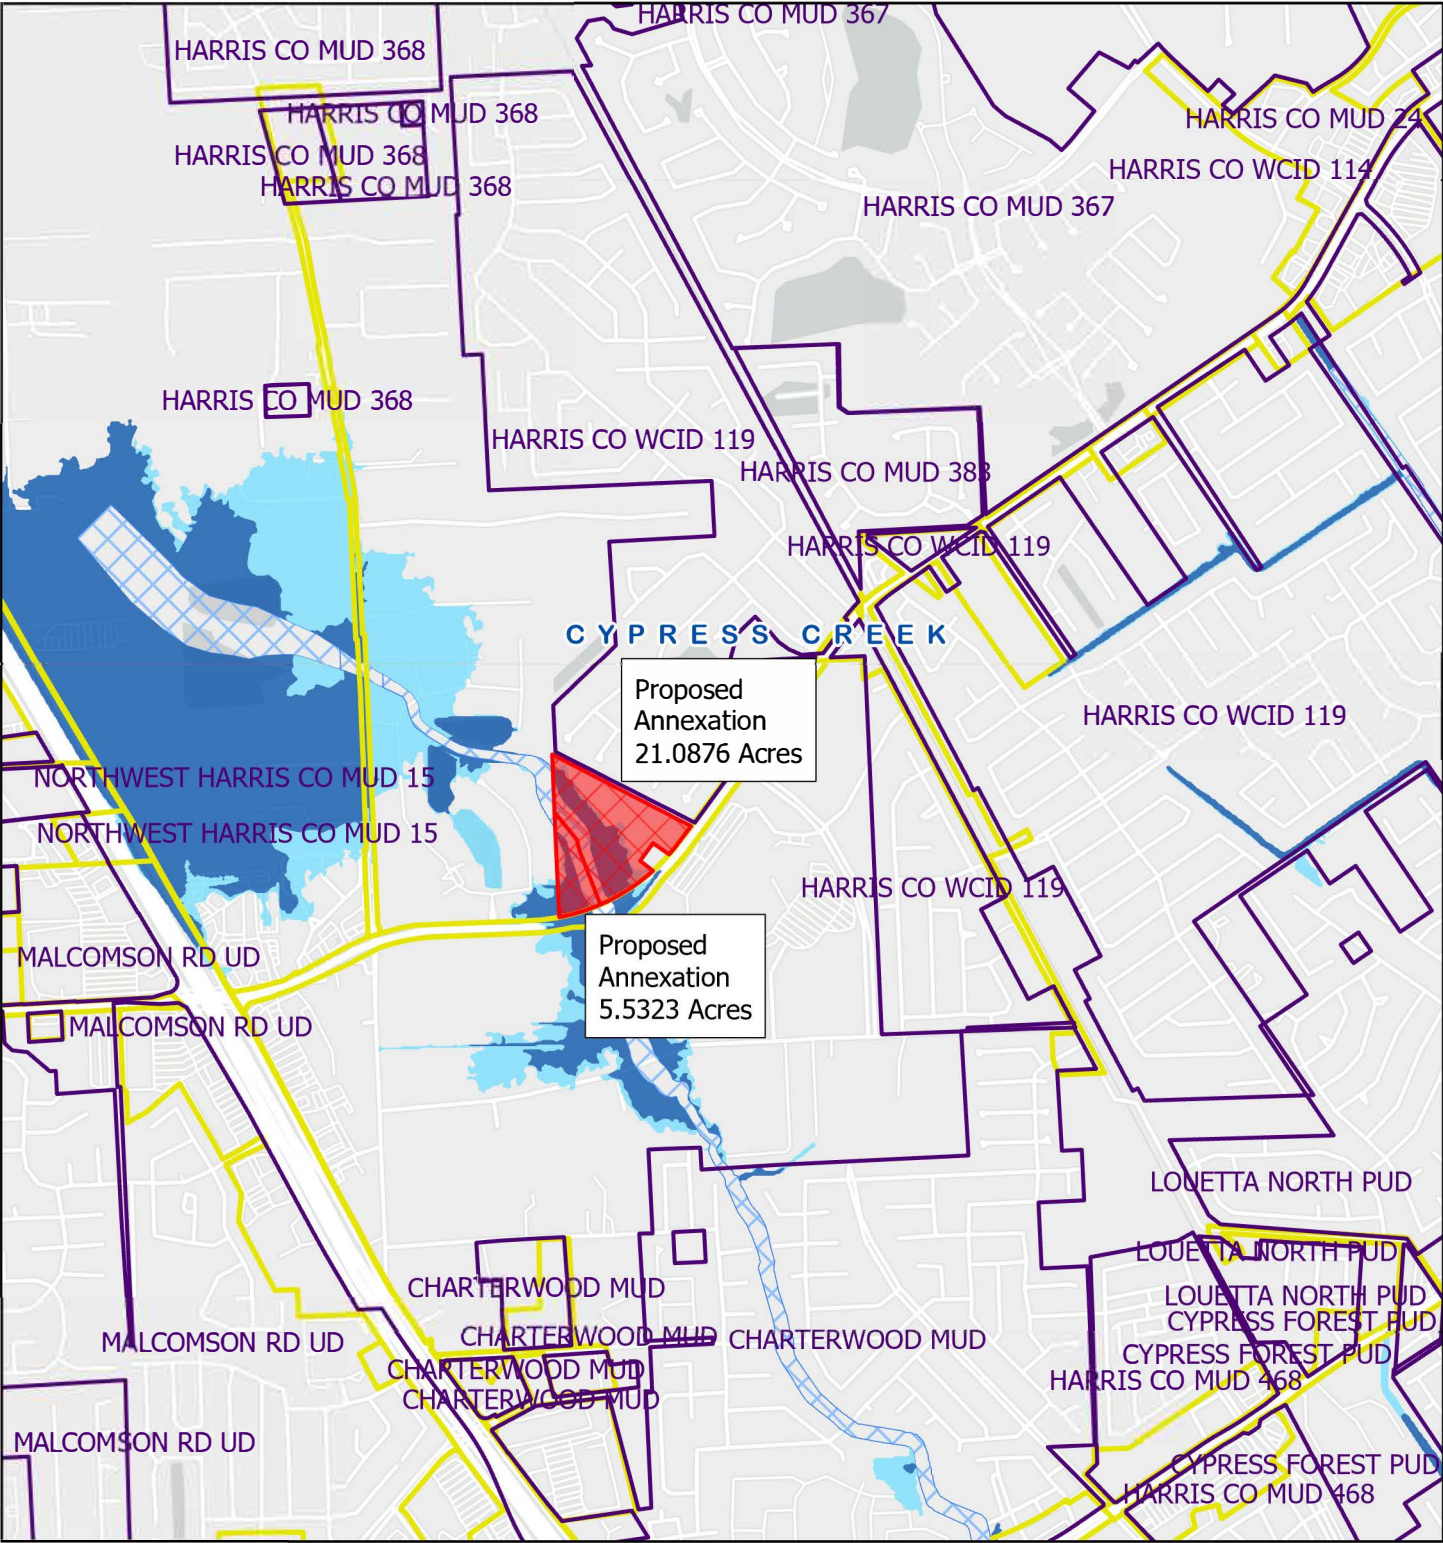 HARRIS CO MUD 367
HARRIS CO MUD 368
HARRIS CO MUD 368
HARRIS CO MUD 24
HARRIS CO MUD 368
HARRIS CO WCID 114
HARRIS CO MUD 368
HARRIS CO MUD 367
HARRIS CO MUD 368
HARRIS CO WCID 119
HARRIS CO MUD 383
HARRIS CO WCID 119
CYPRESS CREEK
Proposed
Annexation
21.0876 Acres
HARRIS CO WCID 119
NORTHWEST HARRIS CO MUD 15
NORTHWEST HARRIS CO MUD 15
HARRIS CO WCID 119
Proposed
Annexation
5.5323 Acres
MALCOMSON RD UD
MALCOMSON RD UD
LOUETTA NORTH PUD
LOUETTA NORTH PUD
CHARTERWOOD MUD
LOUETTA NORTH PUD
CYPRESS FOREST PUD
CHARTERWOOD MUD
CHARTERWOOD MUD
MALCOMSON RD UD
CYPRESS FOREST PUD
CHARTERWOOD MUD
HARRIS CO MUD 468
CHARTERWOOD MUD
MALCOMSON RD UD
CYPRESS FOREST PUD
HARRIS CO MUD 468